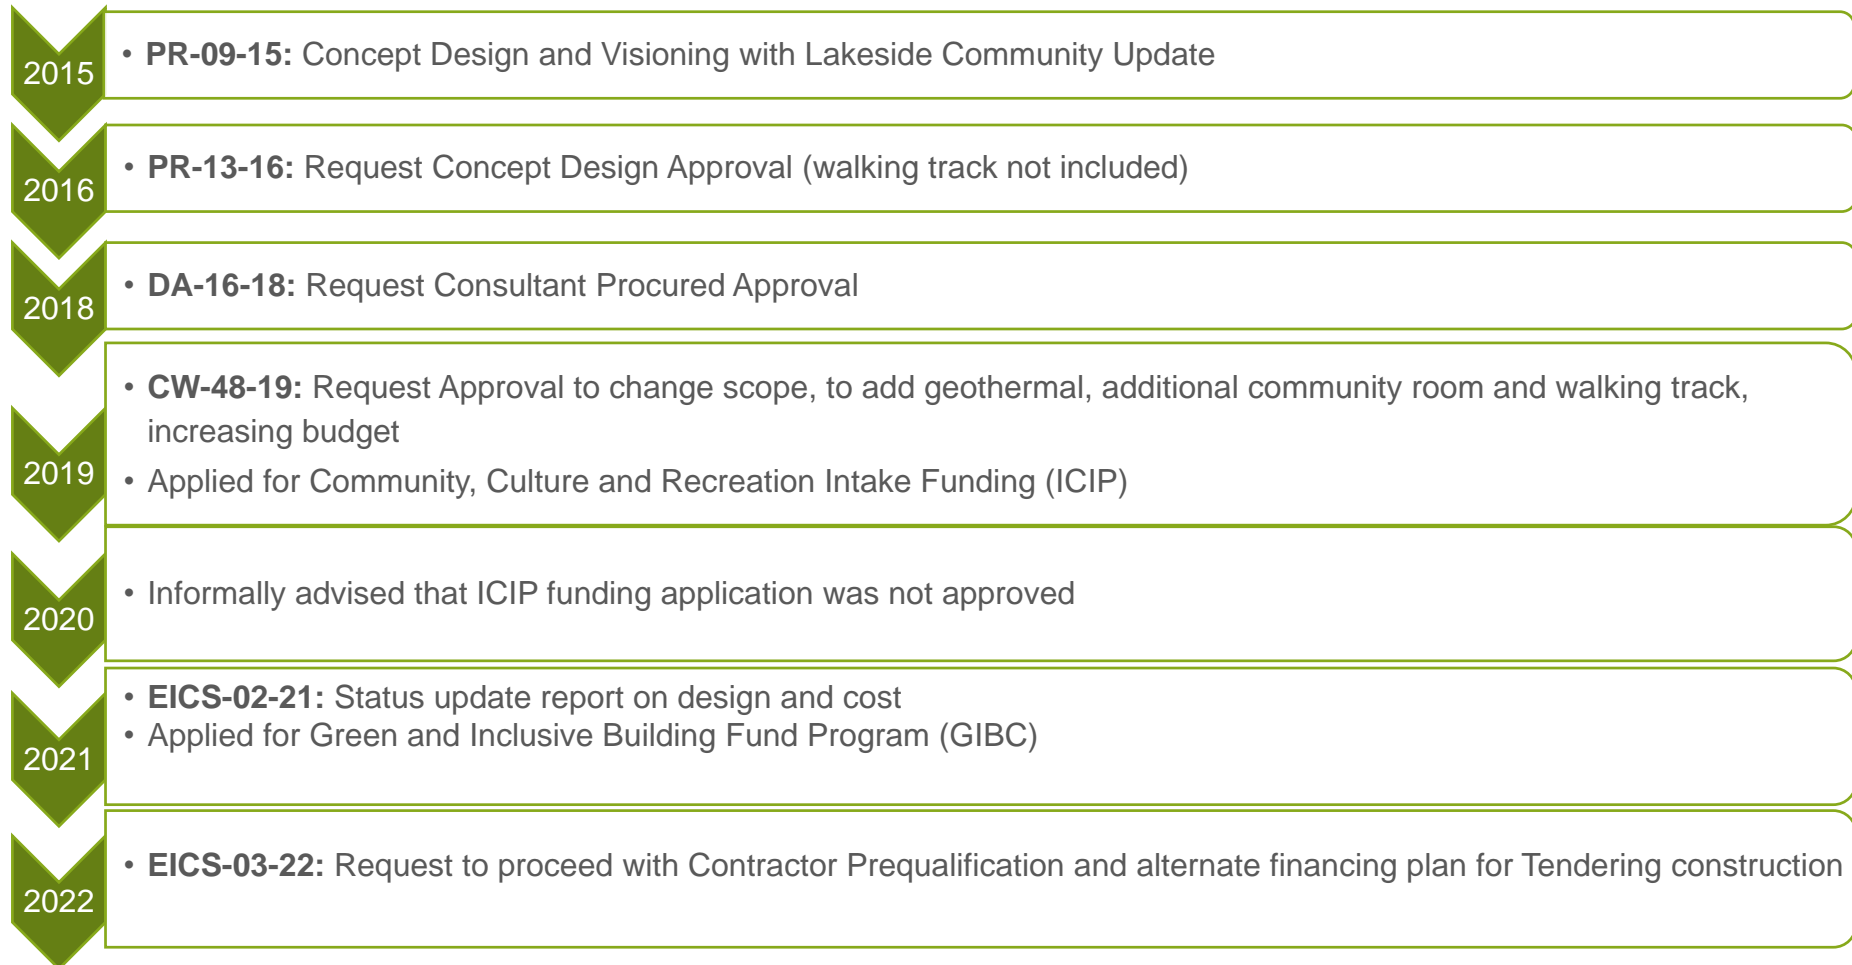 2015
• PR-09-15: Concept Design and Visioning with Lakeside Community Update
2016
• PR-13-16: Request Concept Design Approval (walking track not included)
2018
• DA-16-18: Request Consultant Procured Approval
2019
• CW-48-19: Request Approval to change scope, to add geothermal, additional community room and walking track,
increasing budget
• Applied for Community, Culture and Recreation Intake Funding (ICIP)
2020
• Informally advised that ICIP funding application was not approved
2021
• EICS-02-21: Status update report on design and cost
• Applied for Green and Inclusive Building Fund Program (GIBC)
2022
• EICS-03-22: Request to proceed with Contractor Prequalification and alternate financing plan for Tendering construction